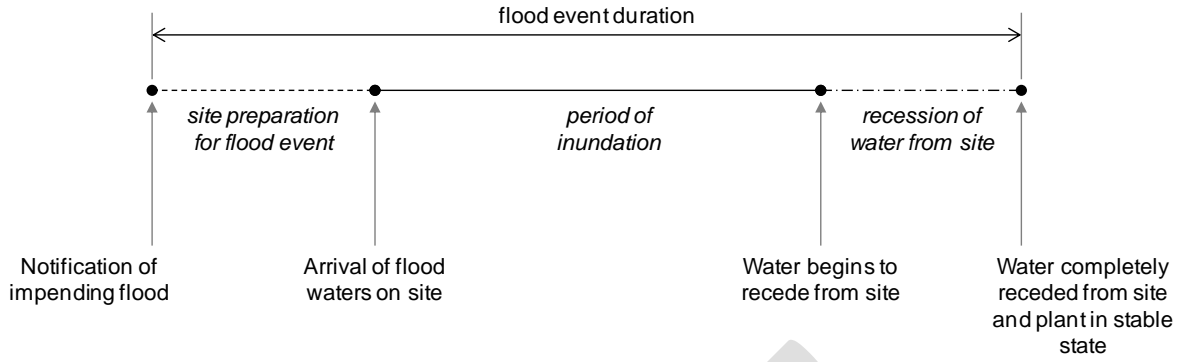 flood event duration
site preparation
for flood event
period of
inundation
recession of
water from site
Notification of
impending flood
Arrival of flood
waters on site
Water begins to
recede from site
Water completely
receded from site
and plant in stable
state